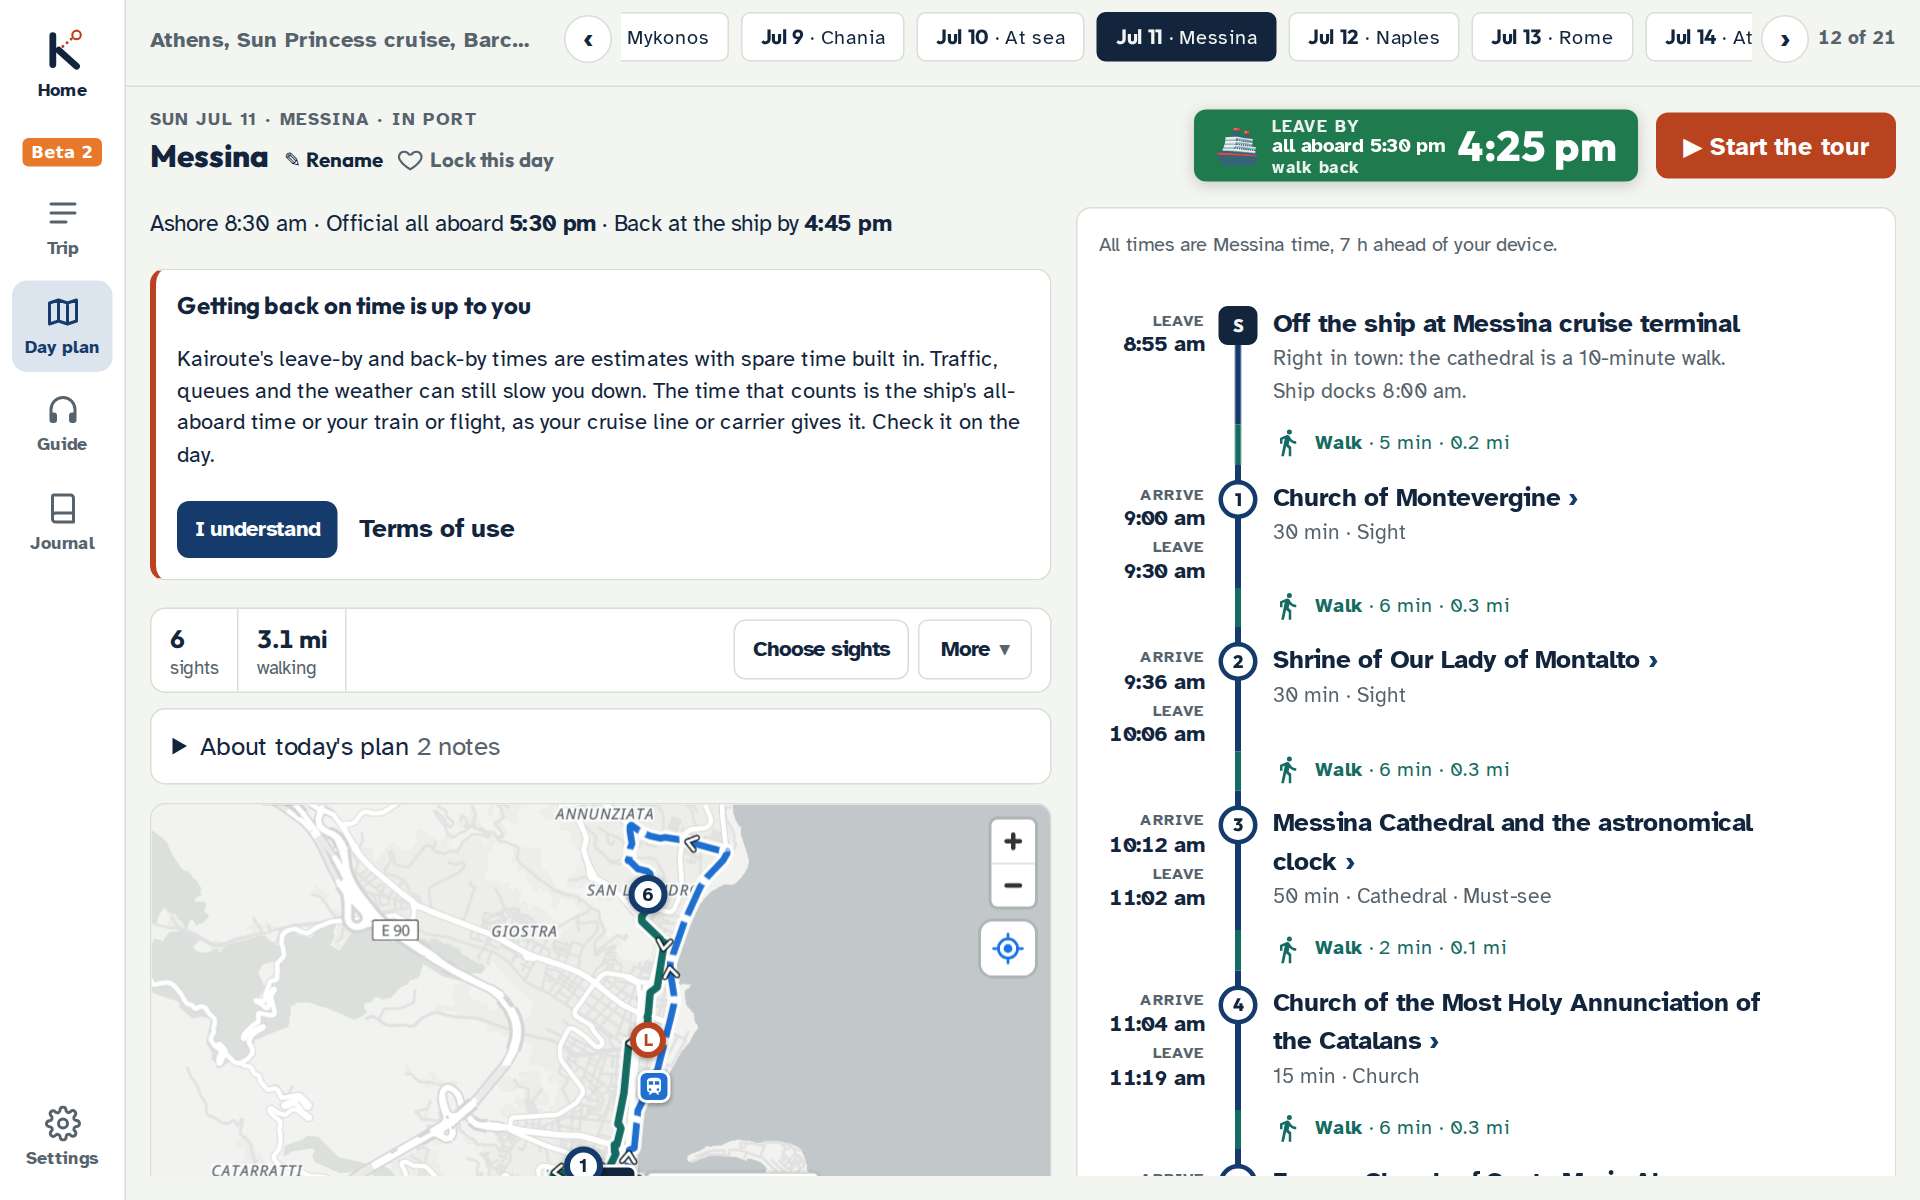 Home
Beta 2
Trip
Day plan
Guide
Journal
Settings
Athens, Sun Princess cruise, Barc...
‹
Mykonos
Jul 9 · Chania
Jul 10 · At sea
Jul 11 · Messina
Jul 12 · Naples
Jul 13 · Rome
Jul 14 · At
›
12 of 21
SUN JUL 11 · MESSINA · IN PORT
Messina
✎ Rename
Lock this day
LEAVE BY
all aboard 5:30 pm
walk back
4:25 pm
▶ Start the tour
Ashore 8:30 am · Official all aboard 5:30 pm · Back at the ship by 4:45 pm
Getting back on time is up to you
Kairoute's leave-by and back-by times are estimates with spare time built in. Traffic,
queues and the weather can still slow you down. The time that counts is the ship's all-
aboard time or your train or flight, as your cruise line or carrier gives it. Check it on the
day.
I understand
Terms of use
6
sights
3.1 mi
walking
Choose sights
More ▾
▶ About today's plan 2 notes
ANNUNZIATA
6
E 90
GIOSTRA
L
1
CATARRATTI
+
−
All times are Messina time, 7 h ahead of your device.
LEAVE
8:55 am
S
Off the ship at Messina cruise terminal
Right in town: the cathedral is a 10-minute walk.
Ship docks 8:00 am.
Walk · 5 min · 0.2 mi
ARRIVE
9:00 am
LEAVE
9:30 am
1
Church of Montevergine ›
30 min · Sight
Walk · 6 min · 0.3 mi
ARRIVE
9:36 am
LEAVE
10:06 am
2
Shrine of Our Lady of Montalto ›
30 min · Sight
Walk · 6 min · 0.3 mi
ARRIVE
10:12 am
LEAVE
11:02 am
3
Messina Cathedral and the astronomical
clock ›
50 min · Cathedral · Must-see
Walk · 2 min · 0.1 mi
ARRIVE
11:04 am
LEAVE
11:19 am
4
Church of the Most Holy Annunciation of
the Catalans ›
15 min · Church
Walk · 6 min · 0.3 mi